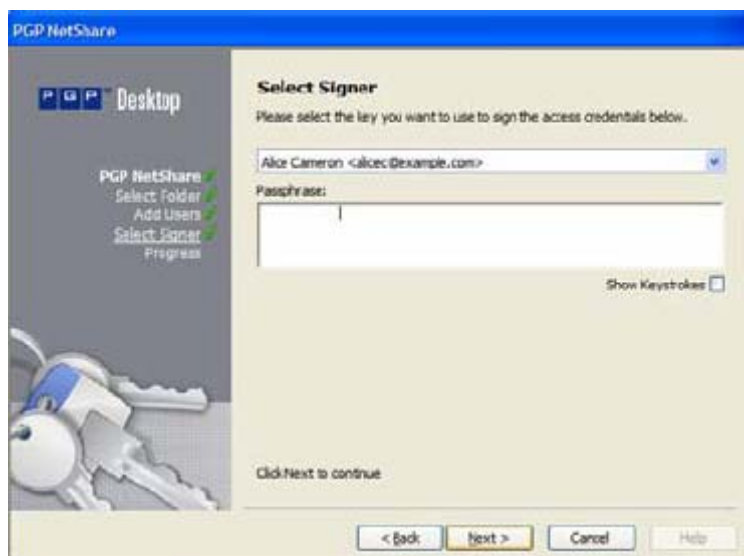 PGP NetShare
PGP™ Desktop
PGP NetShare
Select Folder
Add Users
Select Signer
Progress
Select Signer
Please select the key you want to use to sign the access credentials below.
Alice Cameron <alicec@example.com>
Passphrase:
Show Keystrokes
Click Next to continue
< Back
Next >
Cancel
Help